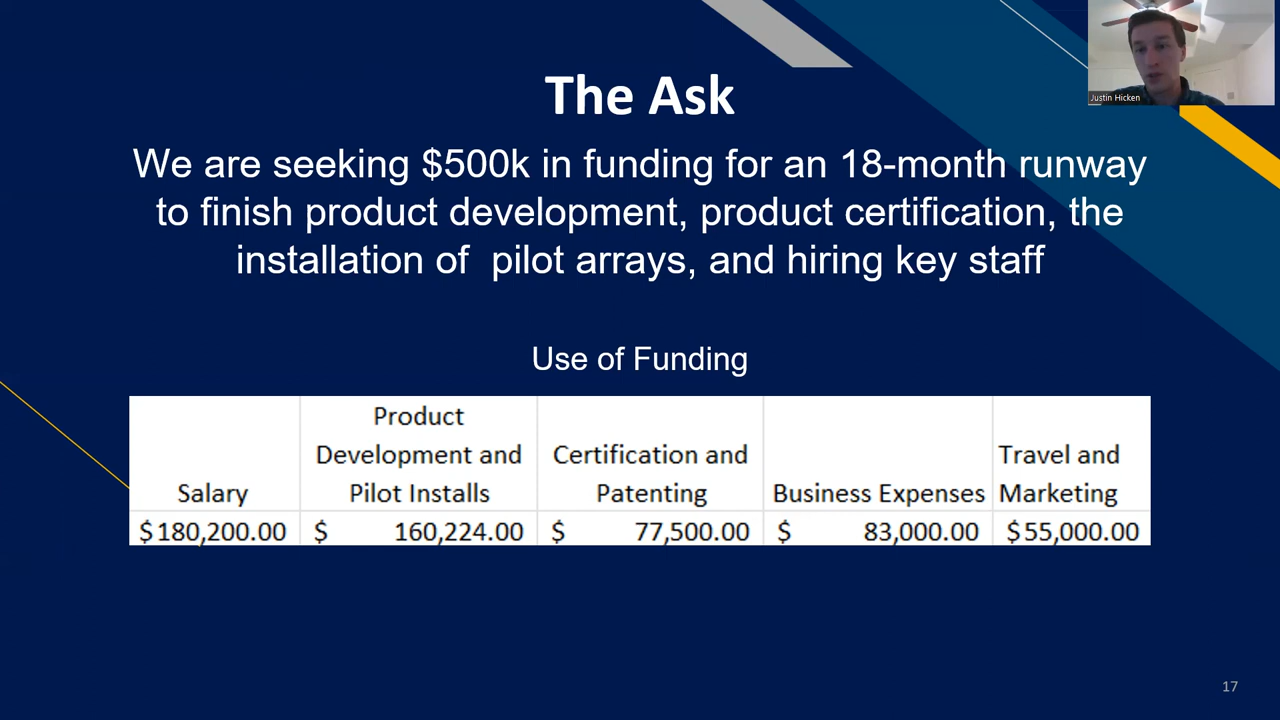 Justin Hicken
The Ask
We are seeking $500k in funding for an 18-month runway
to finish product development, product certification, the
installation of  pilot arrays, and hiring key staff
Use of Funding
Salary
Product
Development and
Pilot Installs
Certification and
Patenting
Business Expenses
Travel and
Marketing
$180,200.00
$ 160,224.00
$ 77,500.00
$ 83,000.00
$55,000.00
17